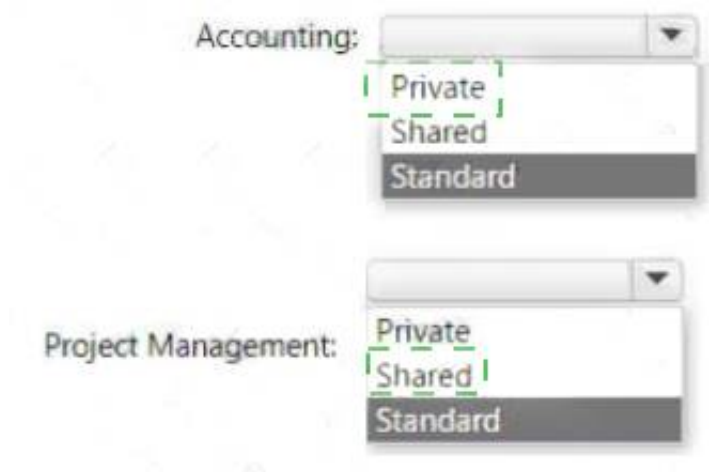 Accounting:
Private
Shared
Standard
Project Management:
Private
Shared
Standard